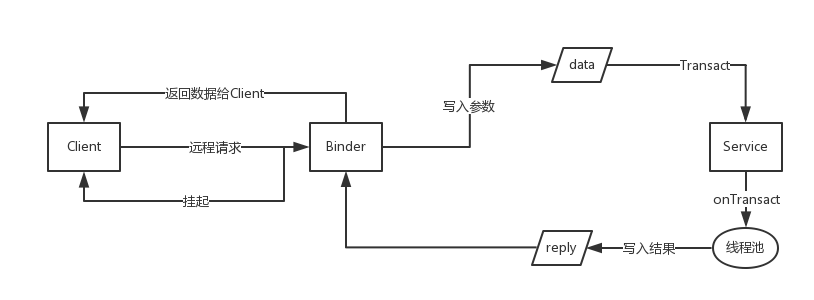 data
Transact
返回数据给Client
写入参数
Client
远程请求
Binder
Service
挂起
onTransact
reply
写入结果
线程池